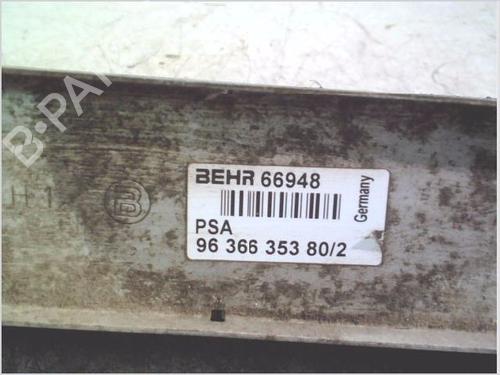 B-PA
BEHR 66948
Germany
PSA
96 366 353 80/2
H 1
B